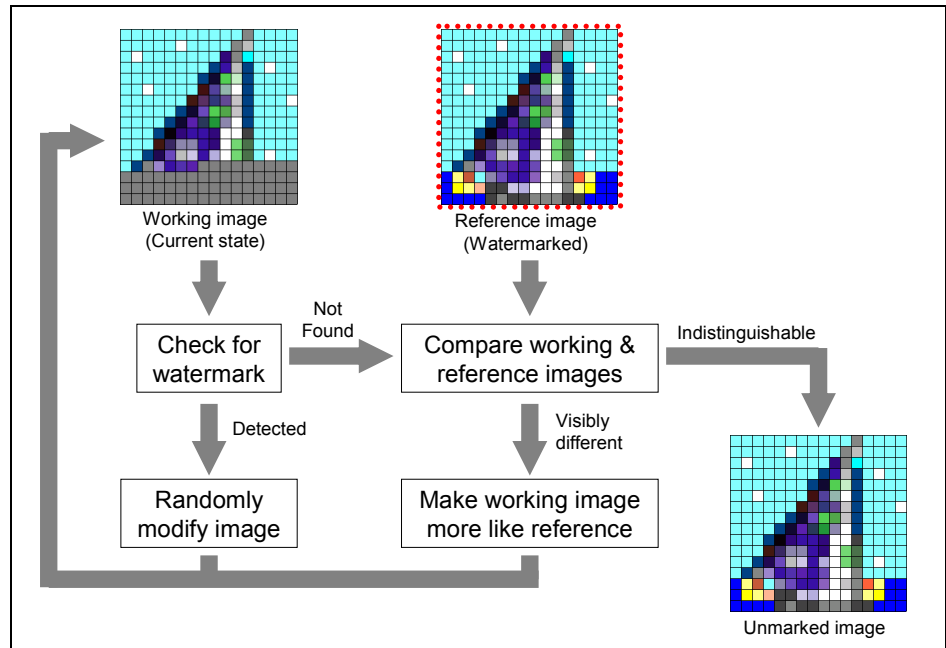 Working image
(Current state)
Reference image
(Watermarked)
Check for
watermark
Not
Found
Compare working &
reference images
Indistinguishable
Detected
Visibly
different
Randomly
modify image
Make working image
more like reference
Unmarked image